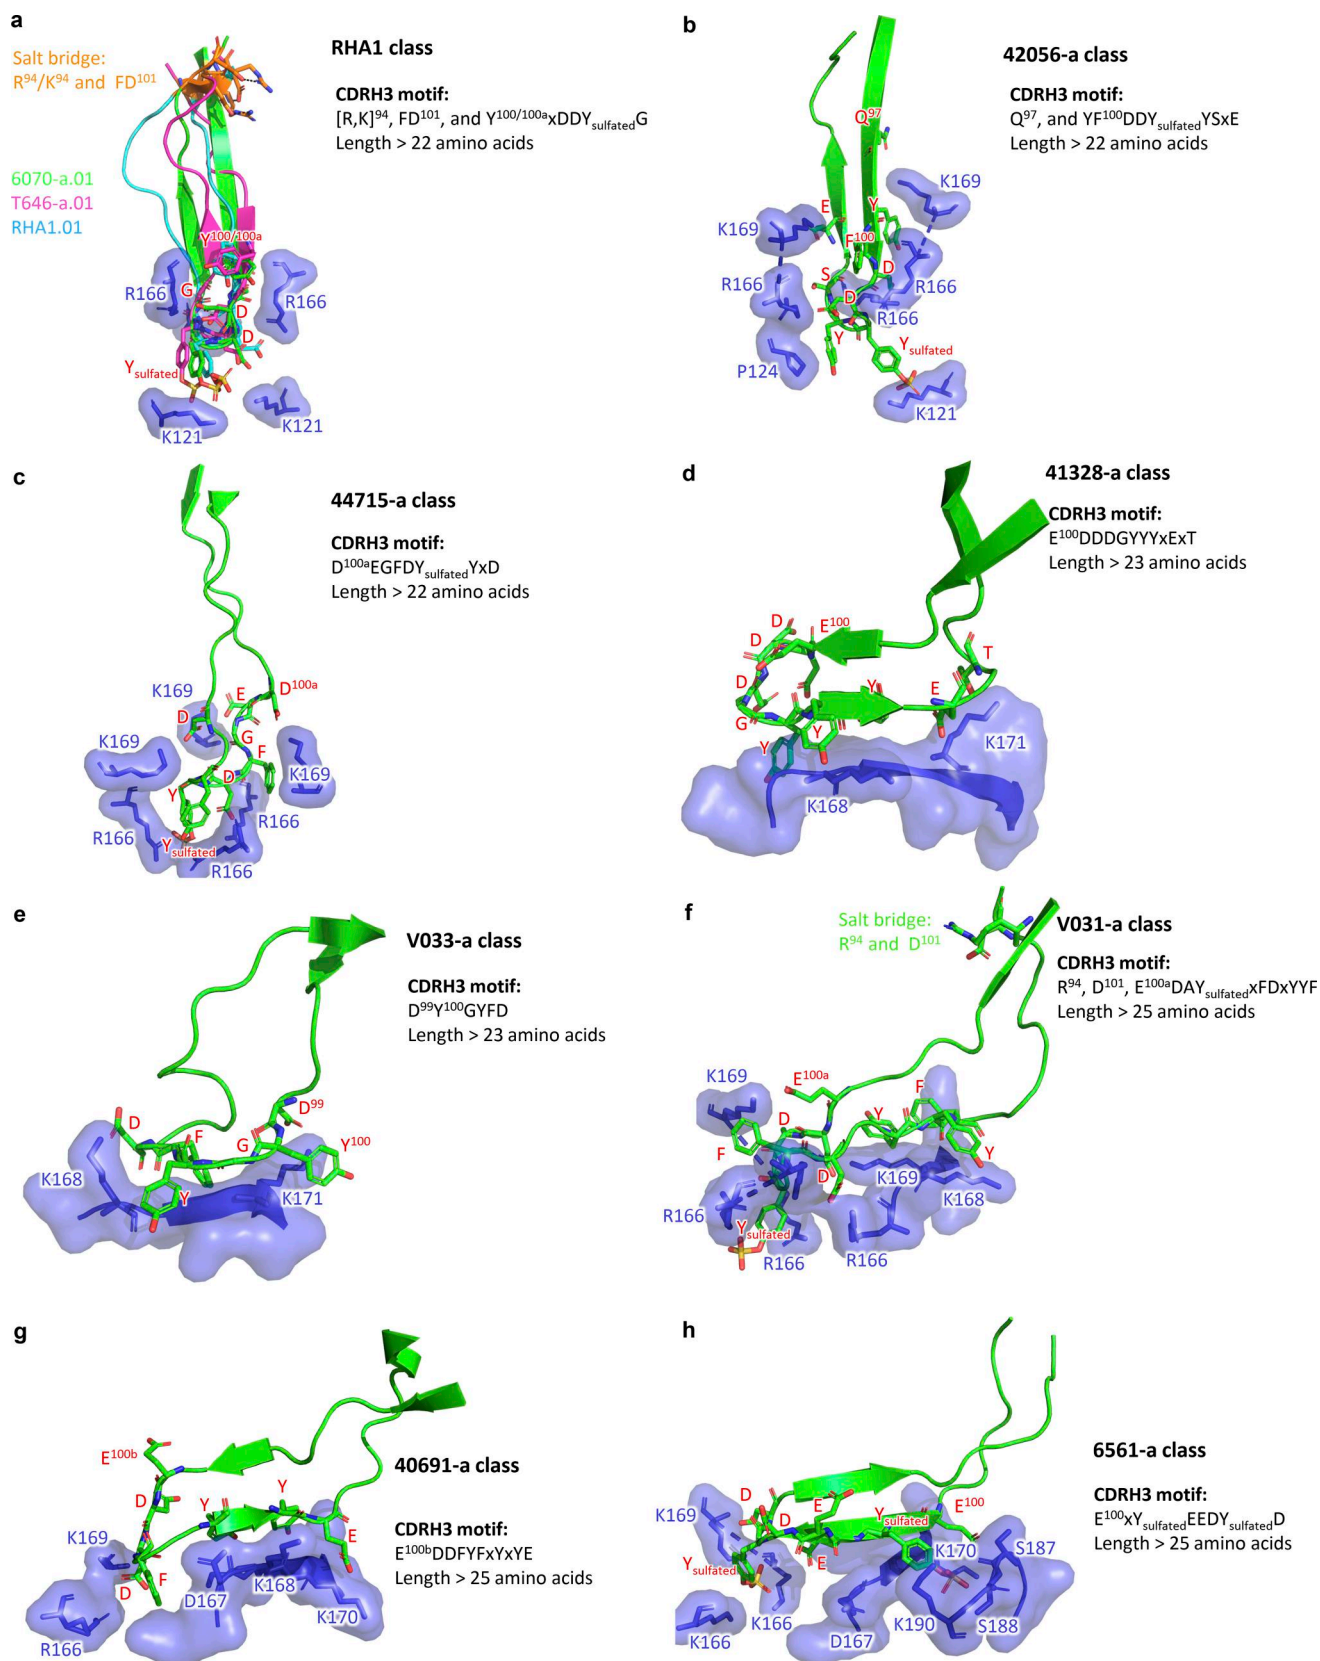 a
Salt bridge:
R94/K94 and FD101
RHA1 class
CDRH3 motif:
[R,K]94, FD101, and Y100/100axDDYsulfatedG
Length > 22 amino acids
6070-a.01
T646-a.01
RHA1.01
Y100/100a
R166
G
R166
D
D
Ysulfated
K121
K121
b
42056-a class
CDRH3 motif:
Q97, and YF100DDYsulfatedYSxE
Length > 22 amino acids
Q97
K169
E
Y
K169
F100
R166
S
D
R166
D
R166
Y
Ysulfated
P124
K121
c
44715-a class
CDRH3 motif:
D100aEGFDYsulfatedYxD
Length > 22 amino acids
K169
E
D100a
D
G
K169
F
K169
D
Y
R166
R166
Ysulfated
R166
d
41328-a class
CDRH3 motif:
E100DDDGYYYxExT
Length > 23 amino acids
D
D
E100
T
D
Y
E
G
Y
Y
K171
K168
e
V033-a class
CDRH3 motif:
D99Y100GYFD
Length > 23 amino acids
D99
D
F
G
Y100
K168
Y
K171
f
Salt bridge:
R94 and D101
V031-a class
CDRH3 motif:
R94, D101, E100aDAYsulfatedxFDxYYF
Length > 25 amino acids
K169
E100a
F
D
Y
F
Y
D
K169
K168
R166
Ysulfated
R166
R166
g
40691-a class
CDRH3 motif:
E100bDDFYFxYxYE
Length > 25 amino acids
E100b
D
Y
Y
K169
E
D
F
K168
D167
K170
R166
h
6561-a class
CDRH3 motif:
E100xYsulfatedEEDYsulfatedD
Length > 25 amino acids
K169
D
E
Ysulfated
E100
D
E
K170
S187
Ysulfated
K166
K166
D167
K190
S188